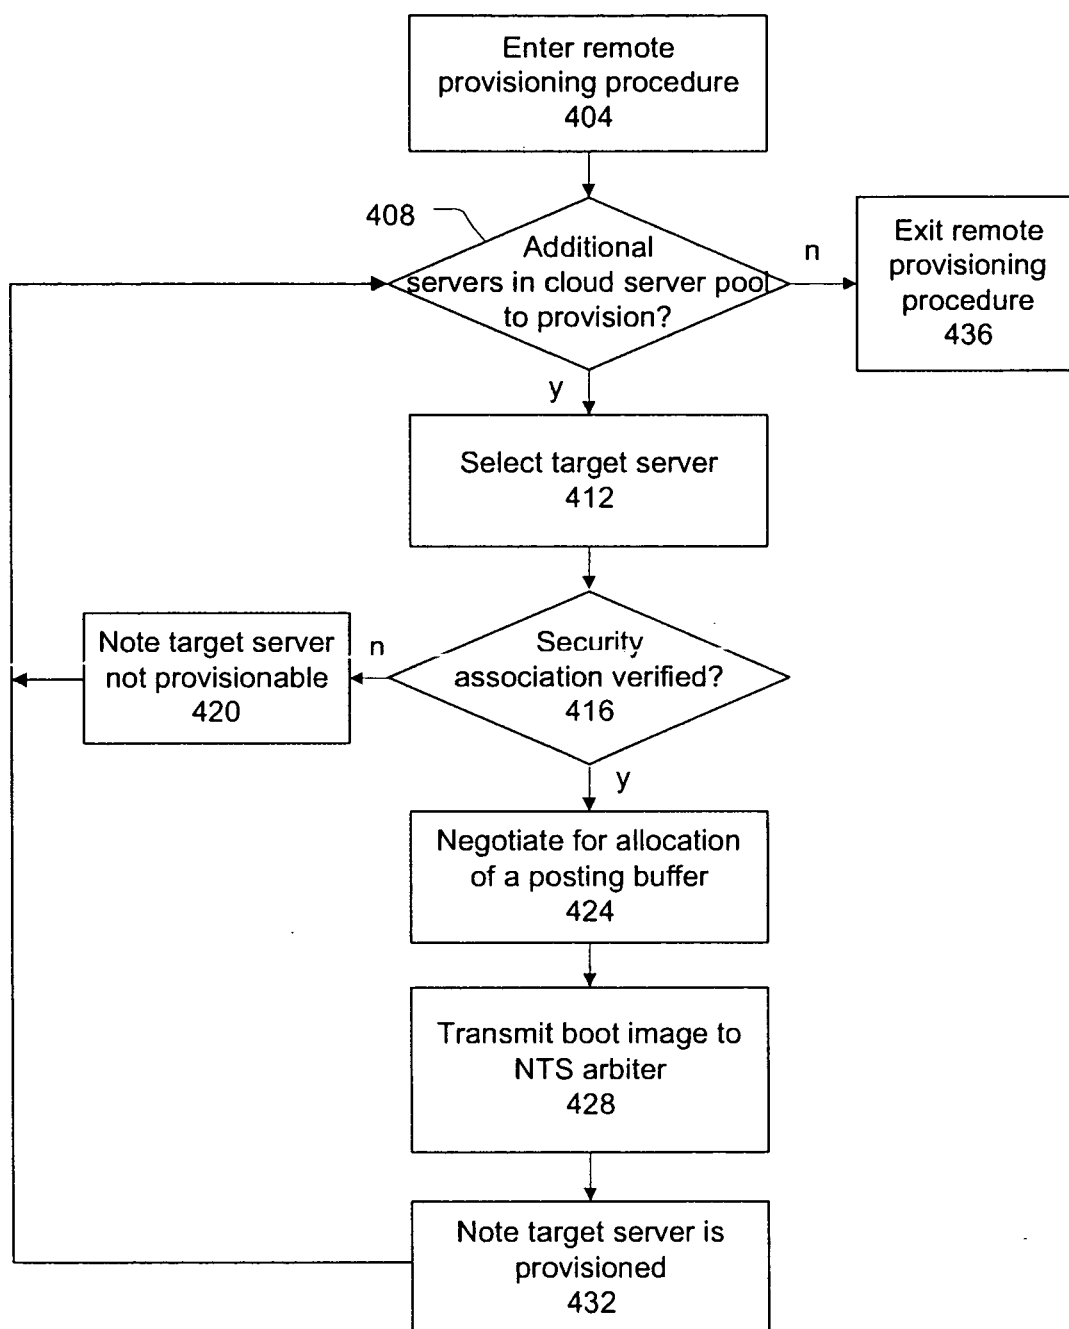 Enter remote
provisioning procedure
404
408
Additional
servers in cloud server pool
to provision?
n
Exit remote
provisioning
procedure
436
y
Select target server
412
Security
association verified?
416
n
Note target server
not provisionable
420
y
Negotiate for allocation
of a posting buffer
424
Transmit boot image to
NTS arbiter
428
Note target server is
provisioned
432